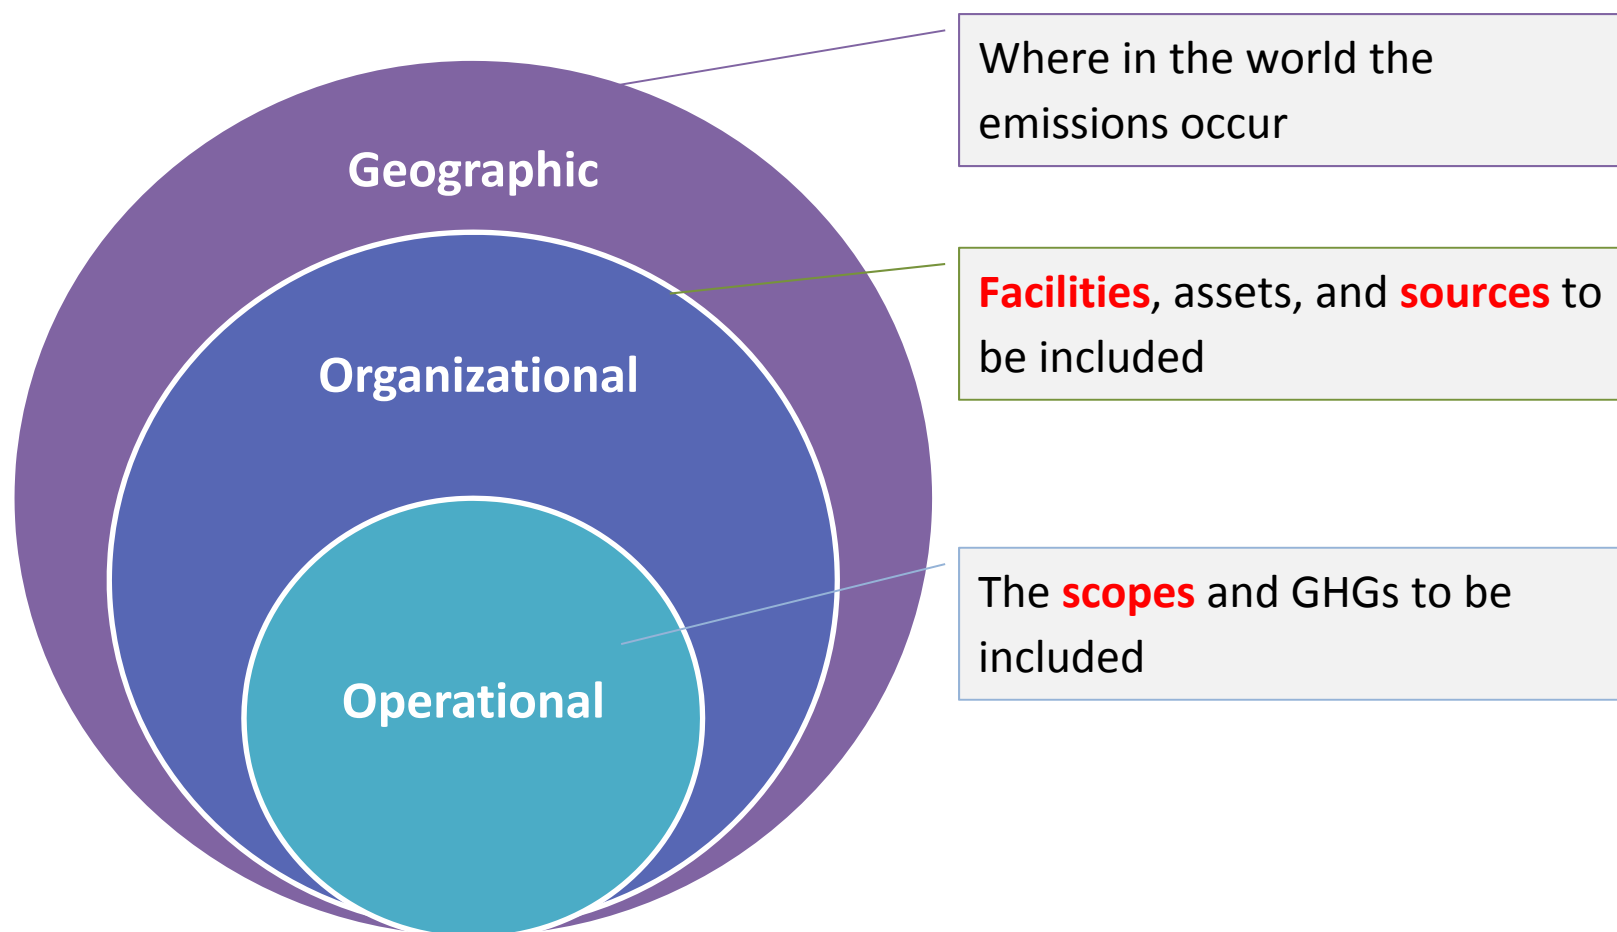 Where in the world the
emissions occur
Geographic
Facilities, assets, and sources to
be included
Organizational
The scopes and GHGs to be
included
Operational